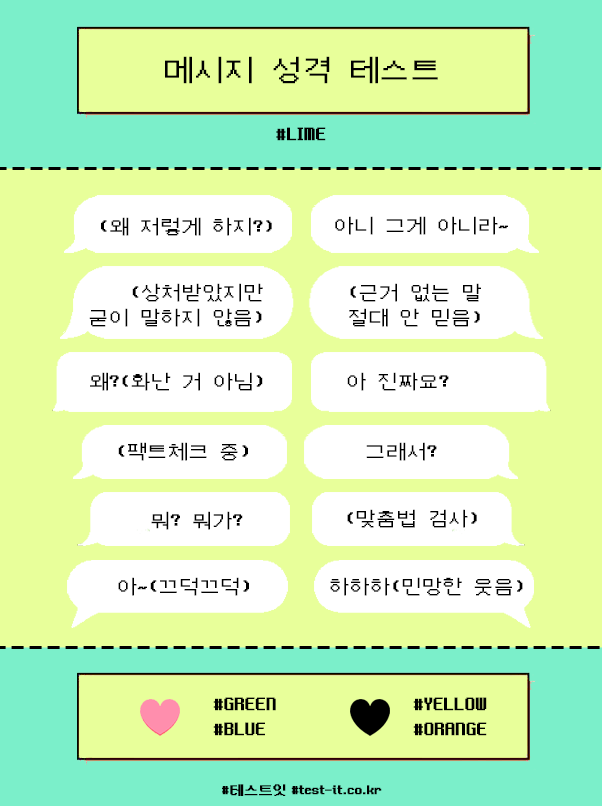 메시지 성격 테스트
#LIME
(왜 저렇게 하지?)
아니 그게 아니라~
(상처받았지만
굳이 말하지 않음)
(근거 없는 말
절대 안 믿음)
왜?(화난 거 아님)
아 진짜요?
(팩트체크 중)
그래서?
뭐? 뭐가?
(맞춤법 검사)
아~(끄덕끄덕)
하하하(민망한 웃음)
#GREEN
#BLUE
#YELLOW
#ORANGE
#테스트잇 #test-it.co.kr